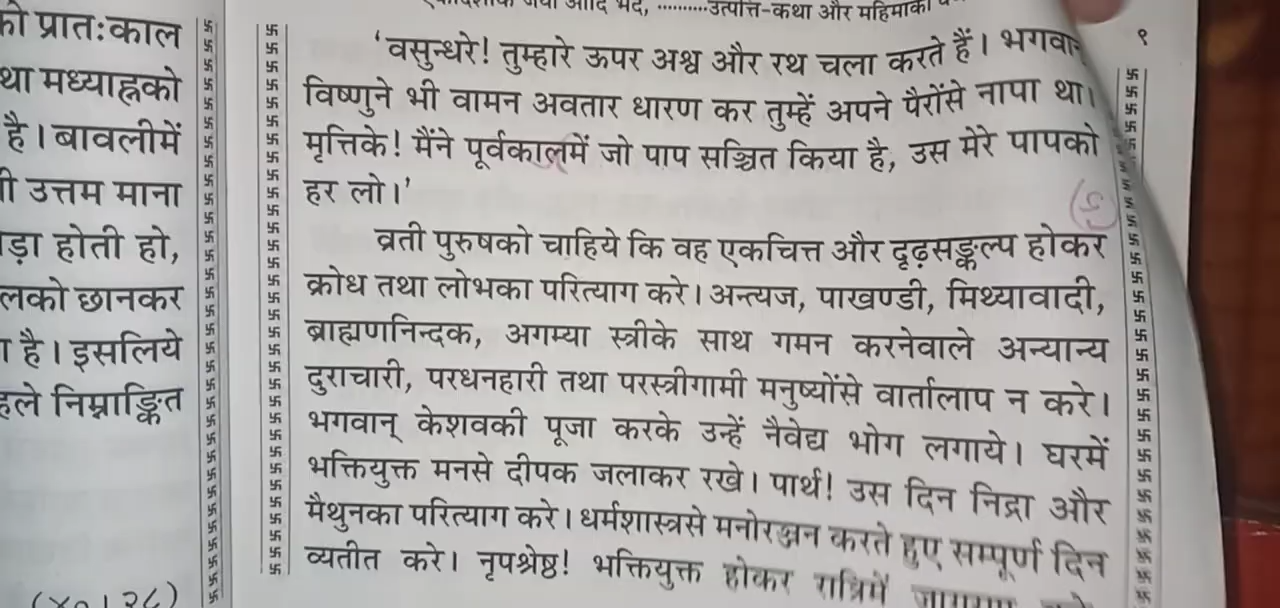 को प्रातःकाल
था मध्याह्नको
है। बावलीमें
ी उत्तम माना
ड़ा होती हो,
लको छानकर
है। इसलिये
हले निम्नाङ्कित
जया आदि भेद, ..........उत्पत्ति-कथा और महिमाका
१
‘वसुन्धरे! तुम्हारे ऊपर अश्व और रथ चला करते हैं। भगवान्
विष्णुने भी वामन अवतार धारण कर तुम्हें अपने पैरोंसे नापा था।
मृत्तिके! मैंने पूर्वकालमें जो पाप सञ्चित किया है, उस मेरे पापको
हर लो।’
व्रती पुरुषको चाहिये कि वह एकचित्त और दृढ़सङ्कल्प होकर
क्रोध तथा लोभका परित्याग करे। अन्त्यज, पाखण्डी, मिथ्यावादी,
ब्राह्मणनिन्दक, अगम्या स्त्रीके साथ गमन करनेवाले अन्यान्य
दुराचारी, परधनहारी तथा परस्त्रीगामी मनुष्योंसे वार्तालाप न करे।
भगवान् केशवकी पूजा करके उन्हें नैवेद्य भोग लगाये। घरमें
भक्तियुक्त मनसे दीपक जलाकर रखे। पार्थ! उस दिन निद्रा और
मैथुनका परित्याग करे। धर्मशास्त्रसे मनोरञ्जन करते हुए सम्पूर्ण दिन
व्यतीत करे। नृपश्रेष्ठ! भक्तियुक्त होकर रात्रिमें जागरण करे